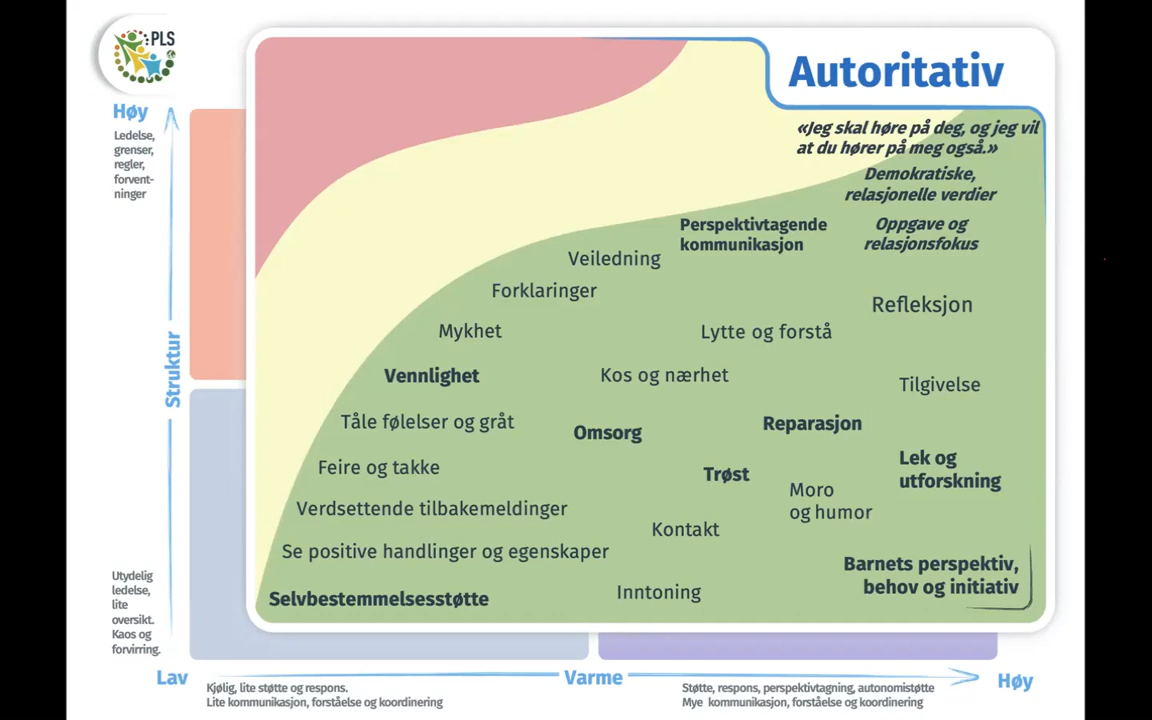 :PLS
Høy
Ledelse,
grenser,
regler,
forvent-
ninger
Autoritativ
«Jeg skal høre på deg, og jeg vil
at du hører på meg også.»
Demokratiske,
relasjonelle verdier
Perspektivtagende
kommunikasjon
Oppgave og
relasjonsfokus
Veiledning
Forklaringer
Refleksjon
Mykhet
Lytte og forstå
Struktur
Vennlighet
Kos og nærhet
Tilgivelse
Tåle følelser og gråt
Omsorg
Reparasjon
Feire og takke
Trøst
Lek og
utforskning
Verdsettende tilbakemeldinger
Moro
og humor
Kontakt
Se positive handlinger og egenskaper
Barnets perspektiv,
behov og initiativ
Selvbestemmelsesstøtte
Inntoning
Utydelig
ledelse,
lite
oversikt.
Kaos og
forvirring.
Lav
Varme
Høy
Kjølig, lite støtte og respons.
Lite kommunikasjon, forståelse og koordinering
Støtte, respons, perspektivtagning, autonomistøtte
Mye kommunikasjon, forståelse og koordinering